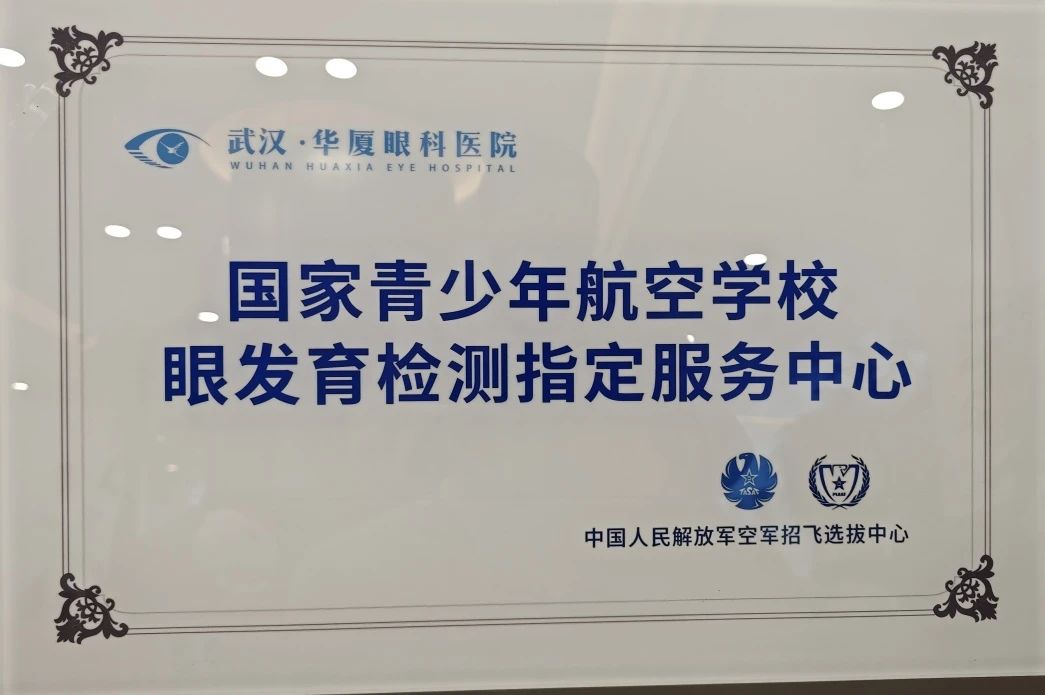 武汉·华厦眼科医院
WUHAN HUAXIA EYE HOSPITAL
国家青少年航空学校
眼发育检测指定服务中心
中国人民解放军空军招飞选拔中心